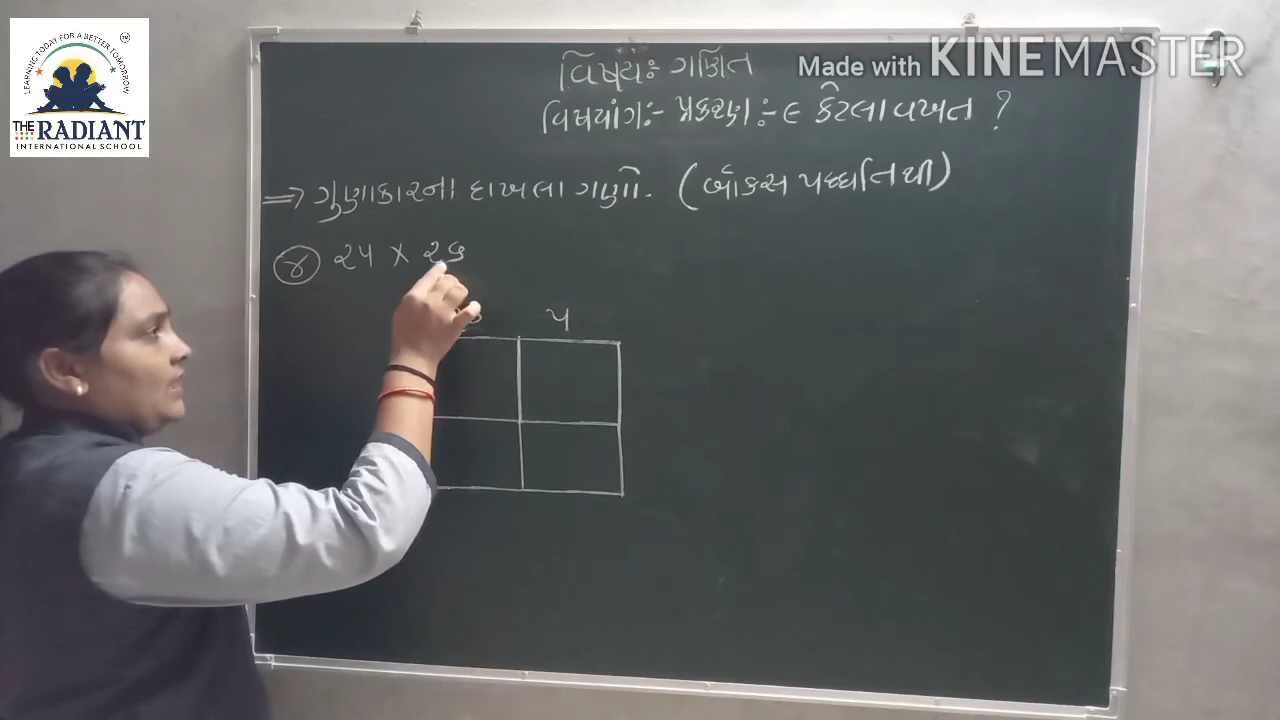 LEARNING TODAY FOR A BETTER TOMORROW
TM
THE RADIANT
INTERNATIONAL SCHOOL
Made with KINEMASTER
વિષય:- ગણિત
વિષયાંગ:- પ્રકરણ:- ૯ કેટલા વખત ?
⇒ ગુણાકારના દાખલા ગણો. (બૉક્સ પધ્ધતિથી)
૪ ૨૫ × ૨૬
૫